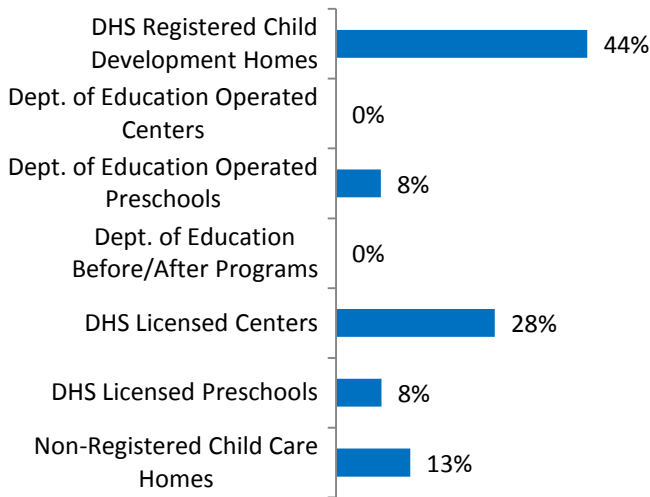 DHS Registered Child
Development Homes
44%
Dept. of Education Operated
Centers
0%
Dept. of Education Operated
Preschools
8%
Dept. of Education
Before/After Programs
0%
DHS Licensed Centers
28%
DHS Licensed Preschools
8%
Non-Registered Child Care
Homes
13%